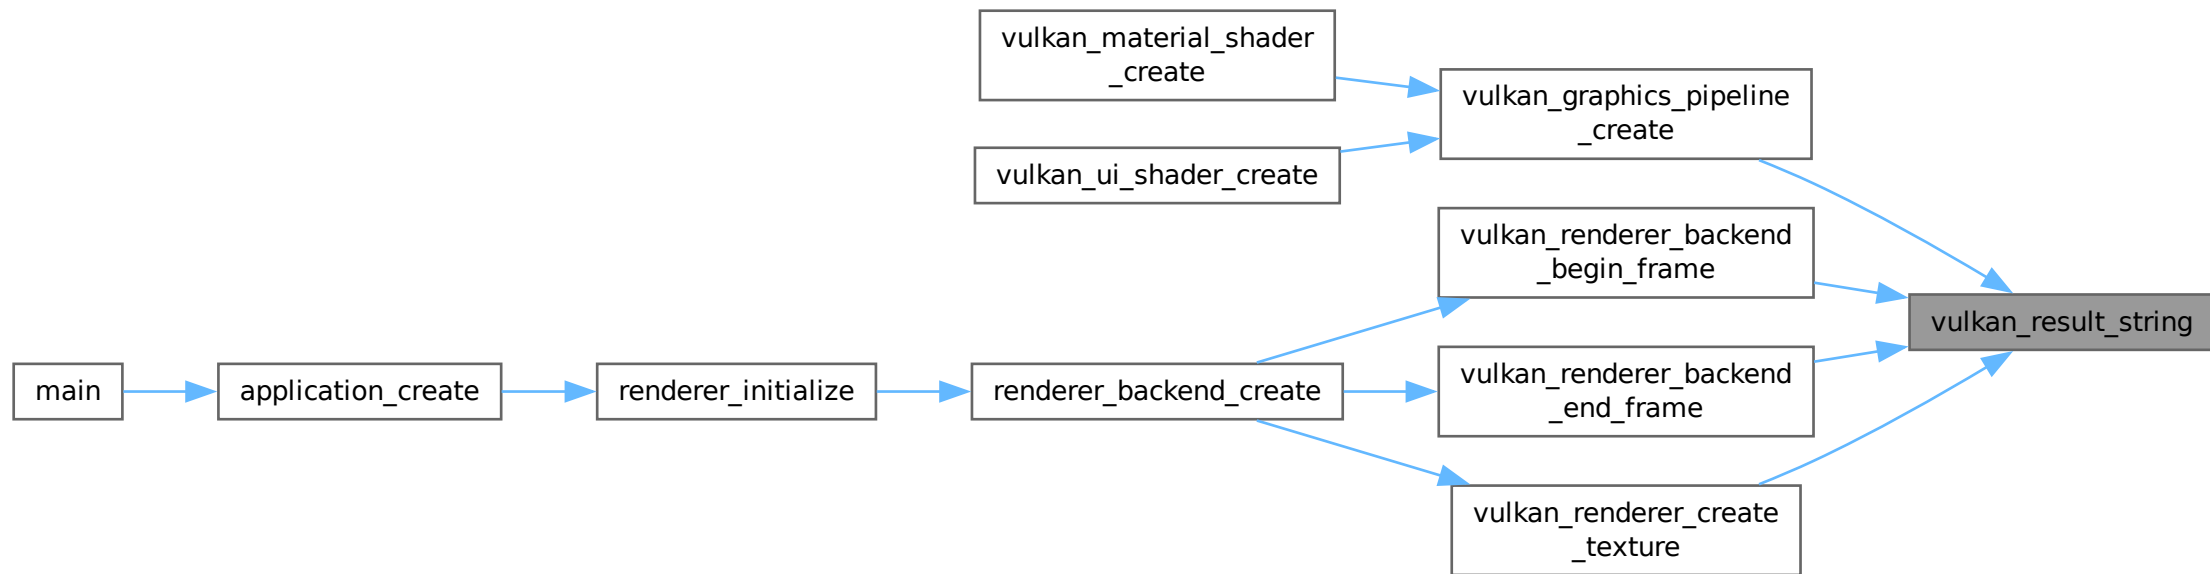 vulkan_material_shader
_create
vulkan_graphics_pipeline
_create
vulkan_ui_shader_create
vulkan_renderer_backend
_begin_frame
vulkan_result_string
main
application_create
renderer_initialize
renderer_backend_create
vulkan_renderer_backend
_end_frame
vulkan_renderer_create
_texture